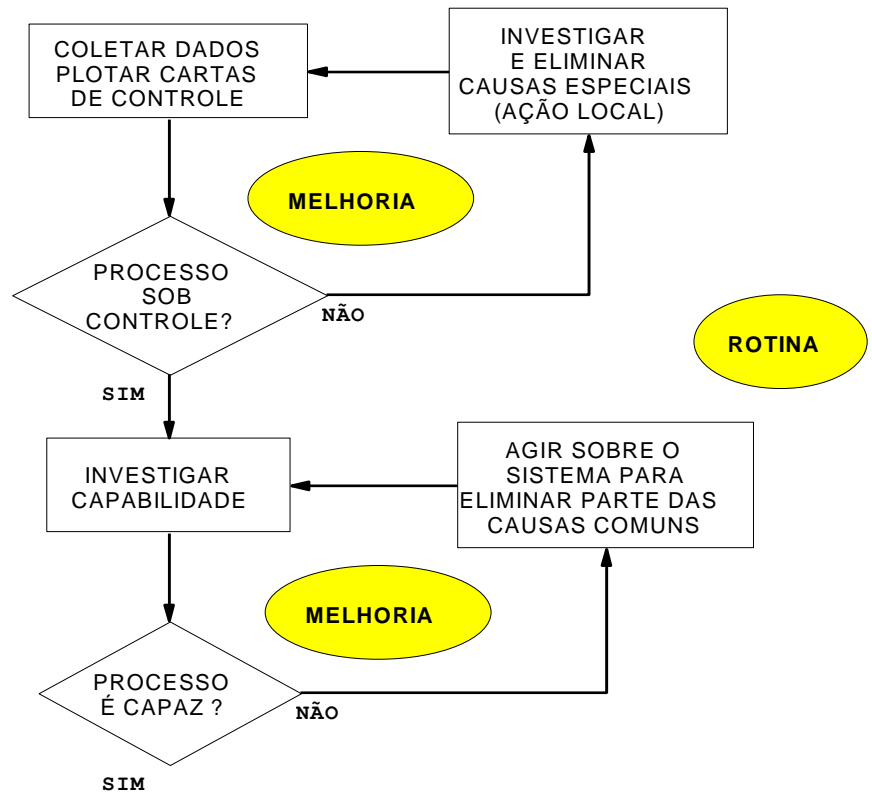 COLETAR DADOS
PLOTAR CARTAS
DE CONTROLE
INVESTIGAR
E ELIMINAR
CAUSAS ESPECIAIS
(AÇÃO LOCAL)
MELHORIA
PROCESSO
SOB
CONTROLE?
NÃO
ROTINA
SIM
INVESTIGAR
CAPABILIDADE
AGIR SOBRE O
SISTEMA PARA
ELIMINAR PARTE DAS
CAUSAS COMUNS
MELHORIA
PROCESSO
É CAPAZ ?
NÃO
SIM